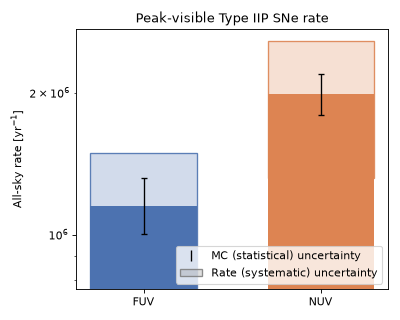 Peak-visible Type IIP SNe rate
All-sky rate [yr⁻¹]
2 × 10⁶
10⁶
MC (statistical) uncertainty
Rate (systematic) uncertainty
FUV
NUV